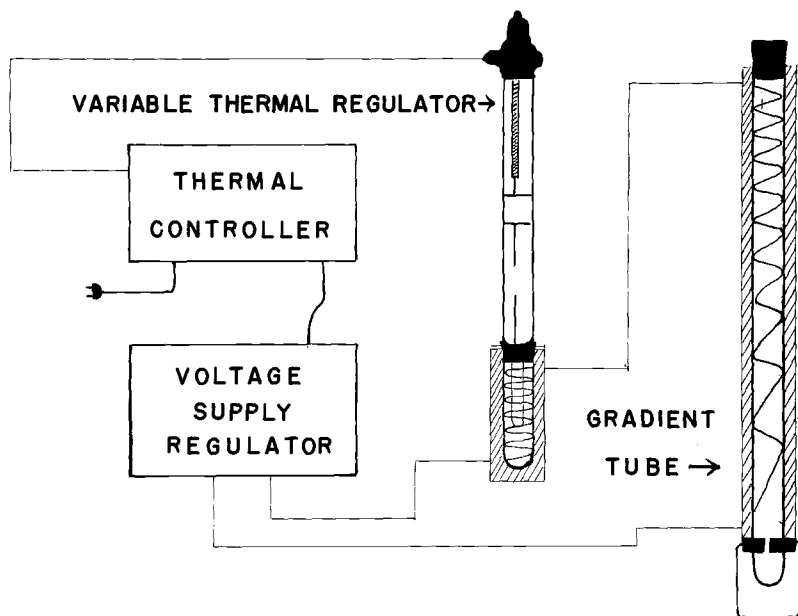 VARIABLE THERMAL REGULATOR→
THERMAL
CONTROLLER
VOLTAGE
SUPPLY
REGULATOR
GRADIENT
TUBE →